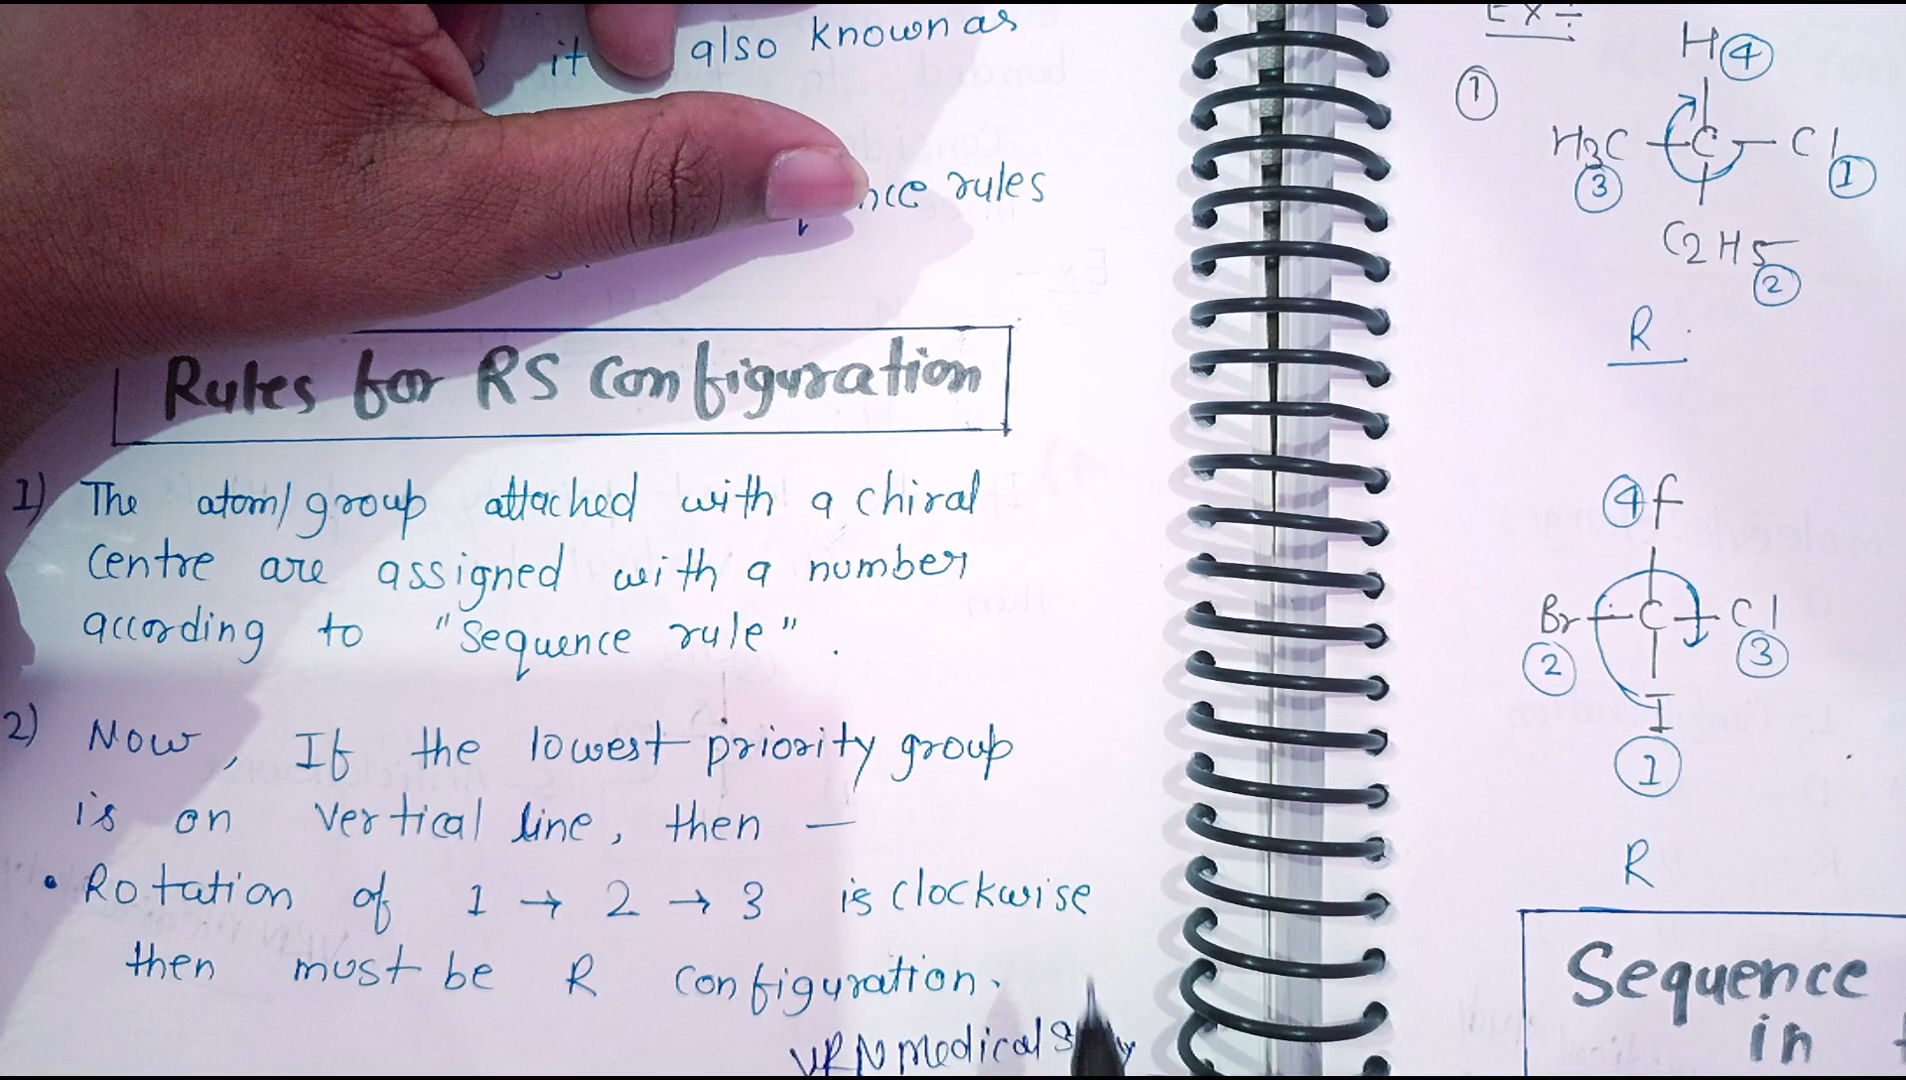 it also known as
rules
Rules for RS Configuration
1) The atom/group attached with a chiral
Centre are assigned with a number
according to "Sequence rule".
2) Now, If the lowest priority group
is on vertical line, then —
• Rotation of 1 → 2 → 3 is clockwise
then must be R configuration.
VRN medical
Ex ÷
1
H 4
H3C C Cl
3 1
C2H5
2
R
4 F
Br C Cl
2 3
I
1
R
Sequence
in